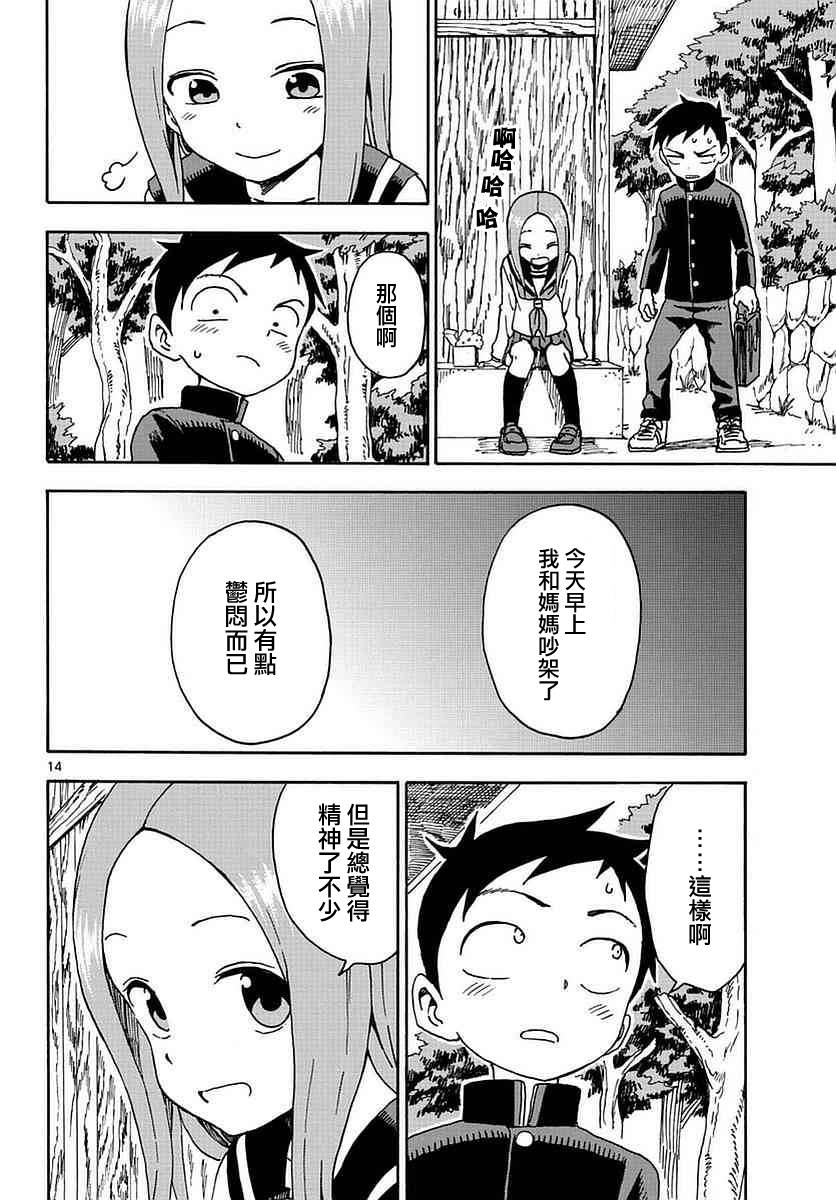 啊哈哈哈
那個啊
今天早上
我和媽媽吵架了
所以有點
鬱悶而已
……這樣啊
但是總覺得
精神了不少
14